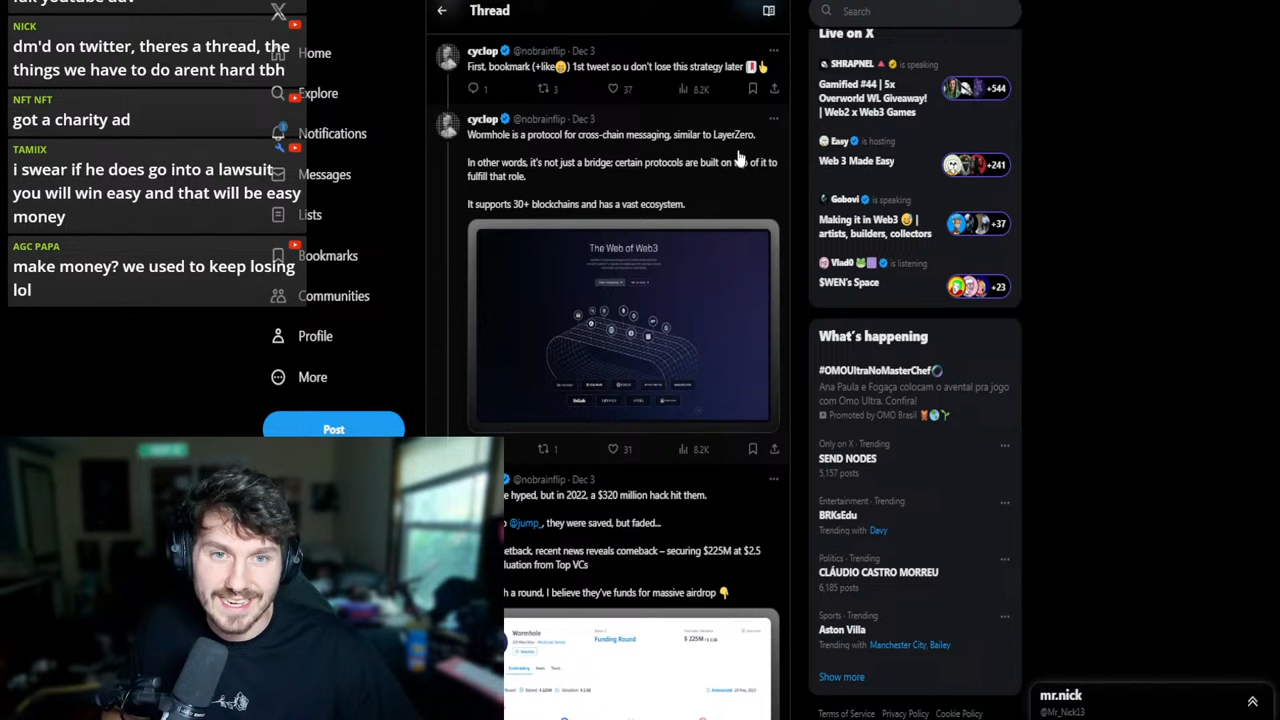 NICK
dm'd on twitter, theres a thread, the
things we have to do arent hard tbh
NFT NFT
got a charity ad
TAMIIX
i swear if he does go into a lawsuit
you will win easy and that will be easy
money
AGC PAPA
make money? we used to keep losing
lol
Home
Explore
Notifications
1
Messages
Lists
Bookmarks
Communities
Profile
More
Post
Thread
cyclop @nobrainflip · Dec 3
First, bookmark (+like😄) 1st tweet so u don't lose this strategy later 🔖👆
1 3 37 8.2K
cyclop @nobrainflip · Dec 3
Wormhole is a protocol for cross-chain messaging, similar to LayerZero.
In other words, it's not just a bridge; certain protocols are built on of it to
fulfill that role.
It supports 30+ blockchains and has a vast ecosystem.
The Web of Web3
1 31 8.2K
@nobrainflip · Dec 3
e hyped, but in 2022, a $320 million hack hit them.
@jump_, they were saved, but faded...
etback, recent news reveals comeback – securing $225M at $2.5
luation from Top VCs
h a round, I believe they've funds for massive airdrop 👇
Wormhole
Funding Round
$ 225M
Search
Live on X
SHRAPNEL is speaking
Gamified #44 | 5x
Overworld WL Giveaway!
| Web2 x Web3 Games
+544
Easy is hosting
Web 3 Made Easy
+241
Gobovi is speaking
Making it in Web3 😄 |
artists, builders, collectors
+37
Vlad0 is listening
$WEN's Space
+23
What's happening
#OMOUltraNoMasterChef
Ana Paula e Fogaça colocam o avental pra jogo
com Omo Ultra. Confira!
Promoted by OMO Brasil
Only on X · Trending
SEND NODES
5,157 posts
Entertainment · Trending
BRKsEdu
Trending with Davy
Politics · Trending
CLÁUDIO CASTRO MORREU
6,185 posts
Sports · Trending
Aston Villa
Trending with Manchester City, Bailey
Show more
Terms of Service Privacy Policy Cookie Policy
mr.nick
@Mr_Nick13